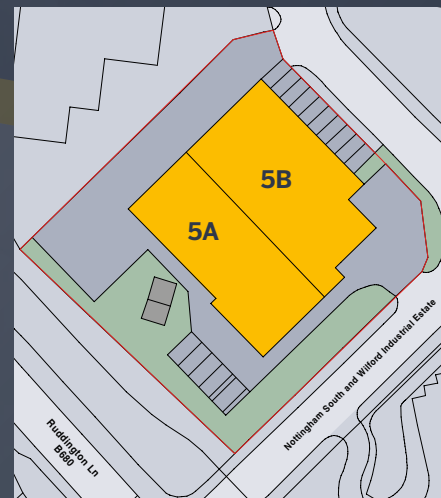 5B
5A
Nottingham South and Wilford Industrial Estate
Ruddington Ln
B680